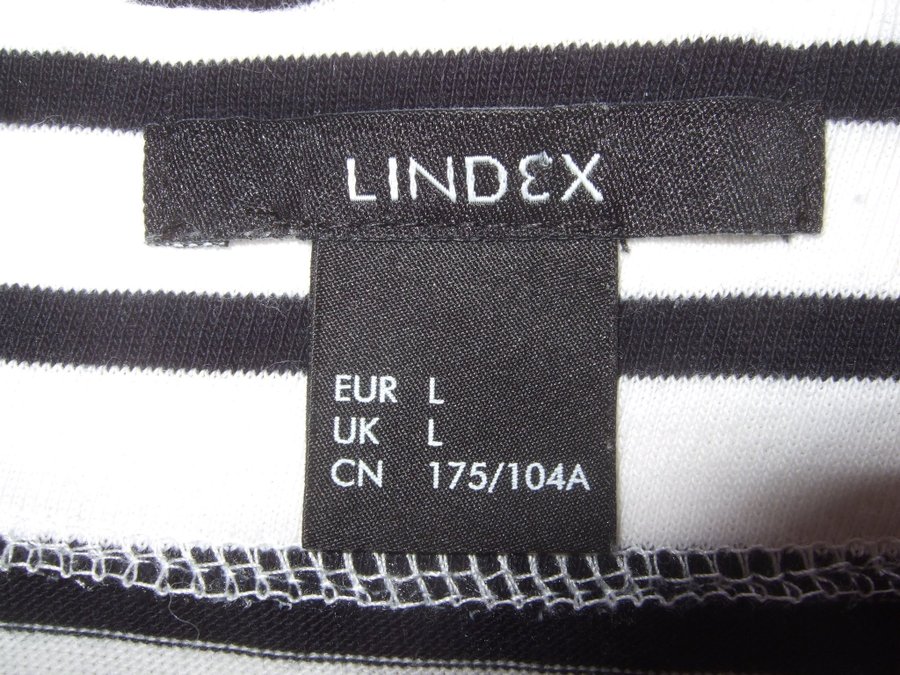 LINDEX
EUR L
UK L
CN 175/104A